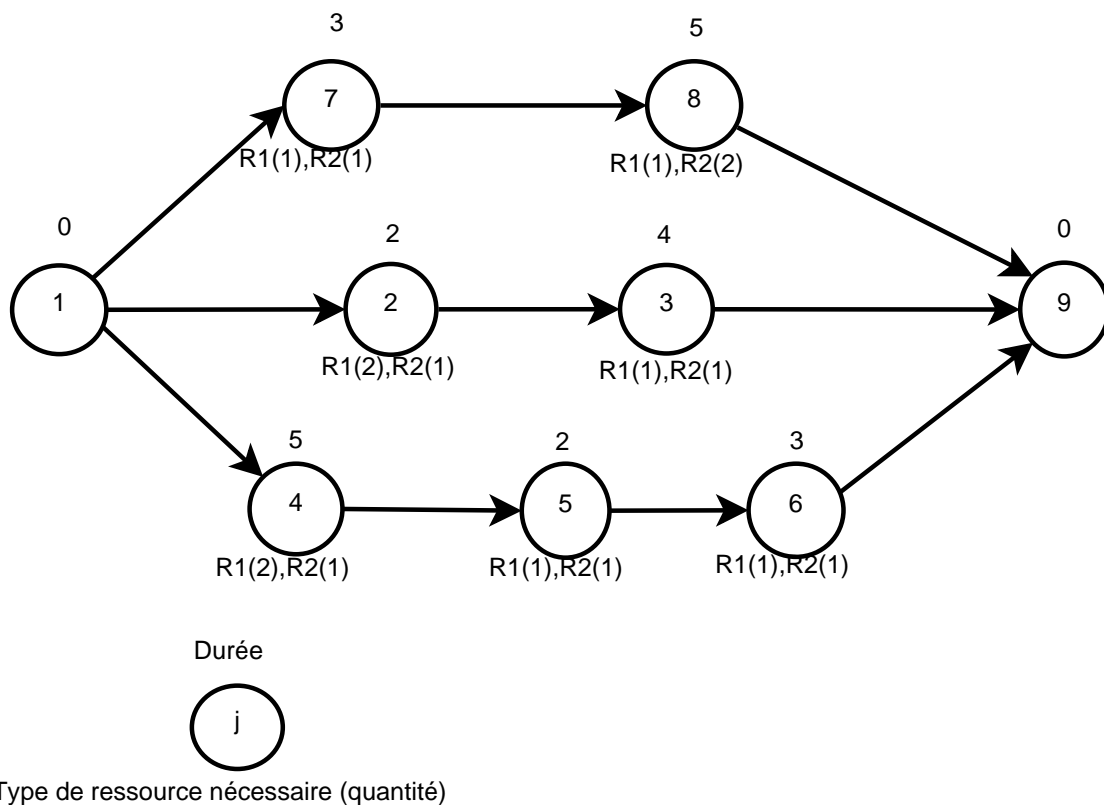 3
5
7
8
R1(1),R2(1)
R1(1),R2(2)
0
2
4
0
1
2
3
9
R1(2),R2(1)
R1(1),R2(1)
5
2
3
4
5
6
R1(2),R2(1)
R1(1),R2(1)
R1(1),R2(1)
Durée
j
Type de ressource nécessaire (quantité)